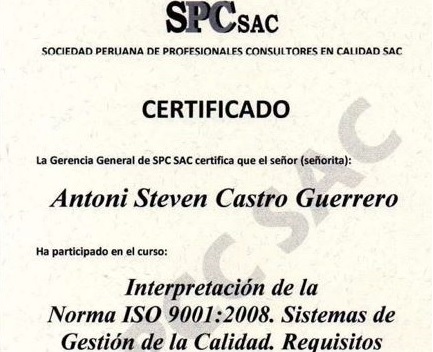 SPC SAC
SOCIEDAD PERUANA DE PROFESIONALES CONSULTORES EN CALIDAD SAC
CERTIFICADO
La Gerencia General de SPC SAC certifica que el señor (señorita):
Antoni Steven Castro Guerrero
Ha participado en el curso:
Interpretación de la
Norma ISO 9001:2008. Sistemas de
Gestión de la Calidad. Requisitos
SPC SAC